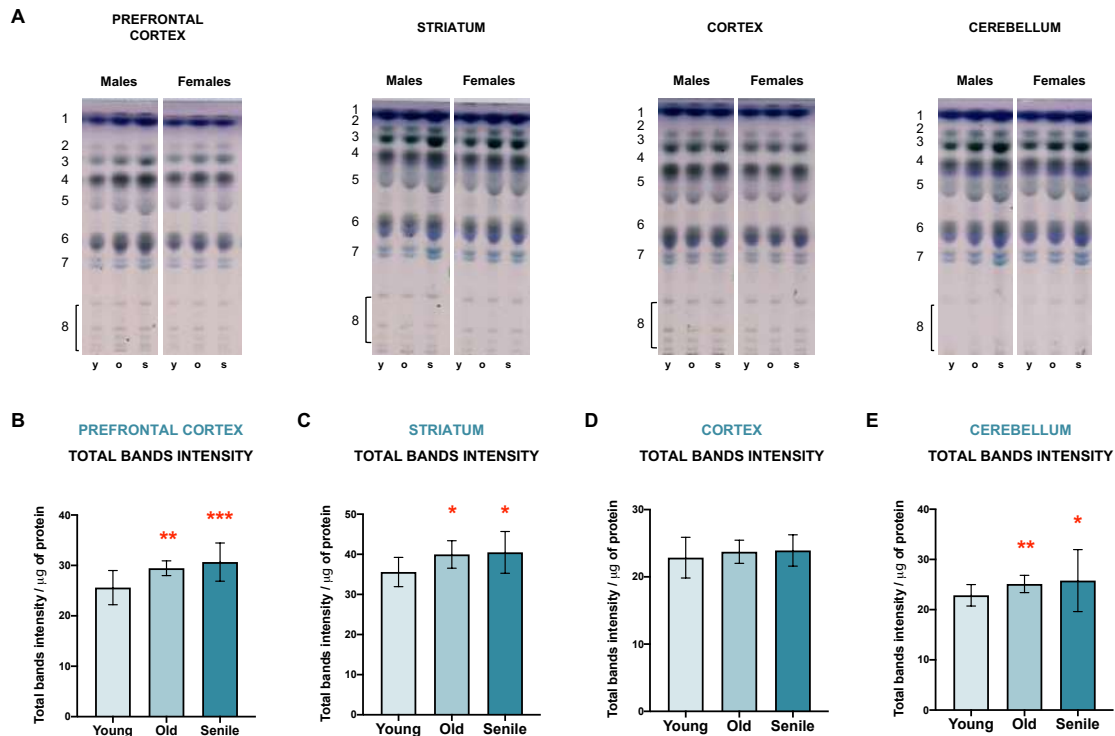 A
PREFRONTAL
CORTEX
STRIATUM
CORTEX
CEREBELLUM
Males Females
Males Females
Males Females
Males Females
1
2
3
4
5
6
7
8
1
2
3
4
5
6
7
8
1
2
3
4
5
6
7
8
1
2
3
4
5
6
7
8
y o s y o s
y o s y o s
y o s y o s
y o s y o s
B
PREFRONTAL CORTEX
TOTAL BANDS INTENSITY
Total bands intensity / μg of protein
40
30
20
10
0
**
***
Young Old Senile
C
STRIATUM
TOTAL BANDS INTENSITY
Total bands intensity / μg of protein
50
40
30
20
10
0
*
*
Young Old Senile
D
CORTEX
TOTAL BANDS INTENSITY
Total bands intensity / μg of protein
30
20
10
0
Young Old Senile
E
CEREBELLUM
TOTAL BANDS INTENSITY
Total bands intensity / μg of protein
40
30
20
10
0
**
*
Young Old Senile